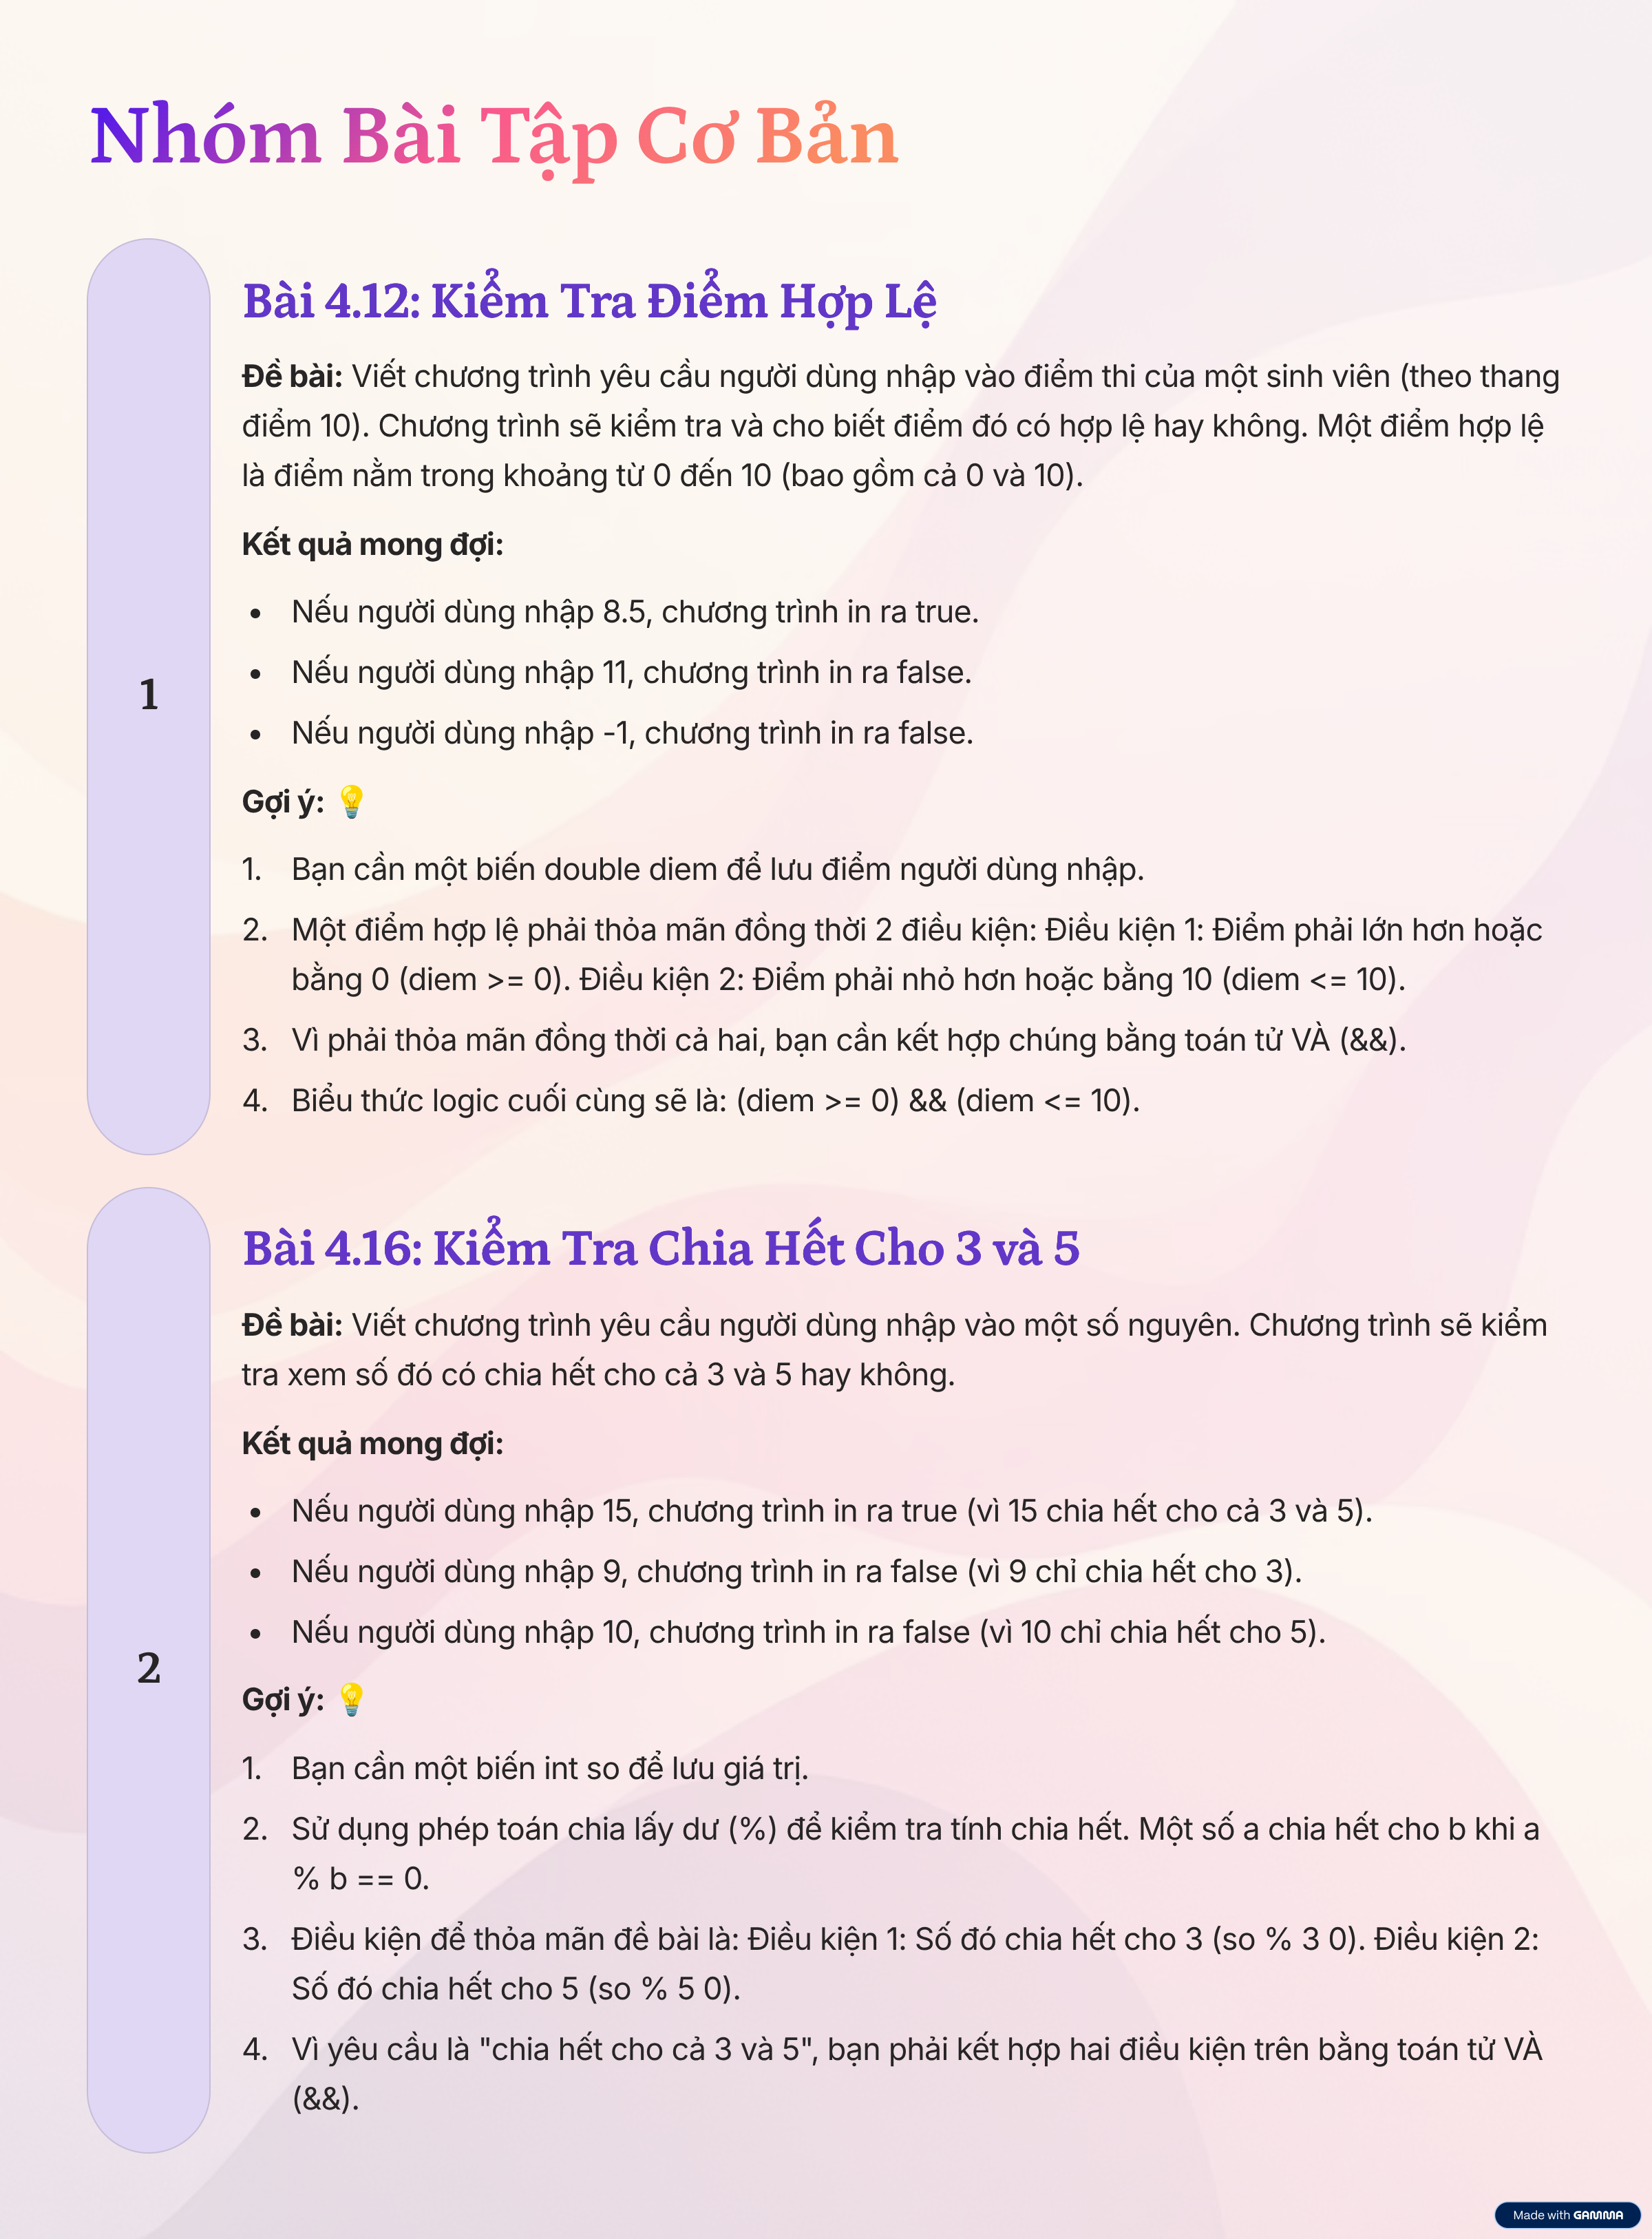 Nhóm Bài Tập Cơ Bản
1
Bài 4.12: Kiểm Tra Điểm Hợp Lệ
Đề bài: Viết chương trình yêu cầu người dùng nhập vào điểm thi của một sinh viên (theo thang
điểm 10). Chương trình sẽ kiểm tra và cho biết điểm đó có hợp lệ hay không. Một điểm hợp lệ
là điểm nằm trong khoảng từ 0 đến 10 (bao gồm cả 0 và 10).
Kết quả mong đợi:
• Nếu người dùng nhập 8.5, chương trình in ra true.
• Nếu người dùng nhập 11, chương trình in ra false.
• Nếu người dùng nhập -1, chương trình in ra false.
Gợi ý: 💡
1. Bạn cần một biến double diem để lưu điểm người dùng nhập.
2. Một điểm hợp lệ phải thỏa mãn đồng thời 2 điều kiện: Điều kiện 1: Điểm phải lớn hơn hoặc
bằng 0 (diem >= 0). Điều kiện 2: Điểm phải nhỏ hơn hoặc bằng 10 (diem <= 10).
3. Vì phải thỏa mãn đồng thời cả hai, bạn cần kết hợp chúng bằng toán tử VÀ (&&).
4. Biểu thức logic cuối cùng sẽ là: (diem >= 0) && (diem <= 10).
2
Bài 4.16: Kiểm Tra Chia Hết Cho 3 và 5
Đề bài: Viết chương trình yêu cầu người dùng nhập vào một số nguyên. Chương trình sẽ kiểm
tra xem số đó có chia hết cho cả 3 và 5 hay không.
Kết quả mong đợi:
• Nếu người dùng nhập 15, chương trình in ra true (vì 15 chia hết cho cả 3 và 5).
• Nếu người dùng nhập 9, chương trình in ra false (vì 9 chỉ chia hết cho 3).
• Nếu người dùng nhập 10, chương trình in ra false (vì 10 chỉ chia hết cho 5).
Gợi ý: 💡
1. Bạn cần một biến int so để lưu giá trị.
2. Sử dụng phép toán chia lấy dư (%) để kiểm tra tính chia hết. Một số a chia hết cho b khi a
% b == 0.
3. Điều kiện để thỏa mãn đề bài là: Điều kiện 1: Số đó chia hết cho 3 (so % 3 0). Điều kiện 2:
Số đó chia hết cho 5 (so % 5 0).
4. Vì yêu cầu là "chia hết cho cả 3 và 5", bạn phải kết hợp hai điều kiện trên bằng toán tử VÀ
(&&).
Made with GAMMA